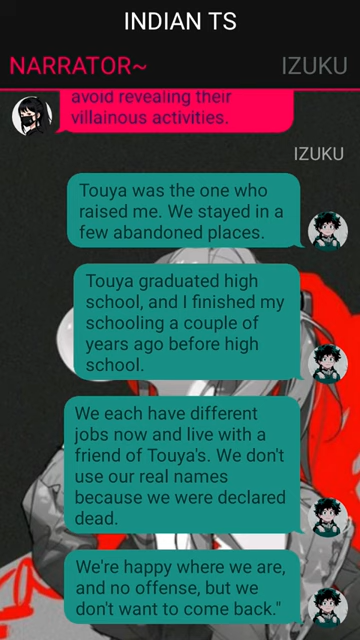 INDIAN TS
NARRATOR~
IZUKU
avoid revealing their
villainous activities.
IZUKU
Touya was the one who
raised me. We stayed in a
few abandoned places.
Touya graduated high
school, and I finished my
schooling a couple of
years ago before high
school.
We each have different
jobs now and live with a
friend of Touya's. We don't
use our real names
because we were declared
dead.
We're happy where we are,
and no offense, but we
don't want to come back."